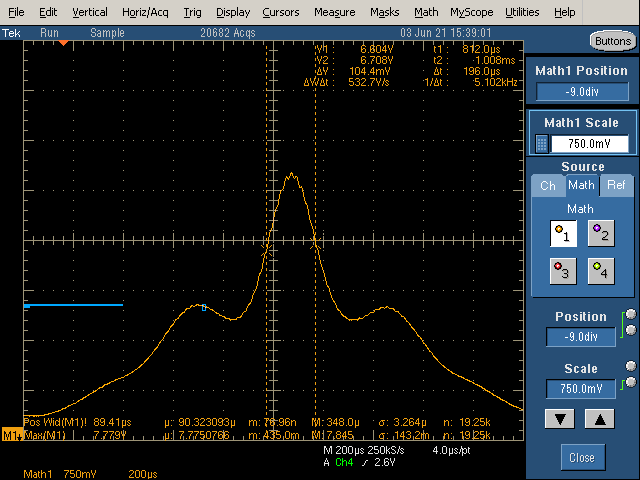 File Edit Vertical Horiz/Acq Trig Display Cursors Measure Masks Math MyScope Utilities Help
Tek Run Sample 20682 Acqs 03 Jun 21 15:39:01
Buttons
V1 : 6.604V t1 : 812.0µs
V2 : 6.708V t2 : -1.008ms
ΔV : 104.4mV Δt : 196.0µs
ΔV/Δt : 532.7V/s 1/Δt : 5.102kHz
Math1 Position
-9.0div
Math1 Scale
750.0mV
Source
Ch Math Ref
Math
1 2
3 4
Position
-9.0div
Scale
750.0mV
Close
Pos Wid(M1)! 89.41µs µ: 90.323093µ m: 76.96n M: 348.0µ σ: 3.264µ n: 19.25k
M1 Max(M1) 7.779V µ: 7.7750766 m: 435.0m M: 7.845 σ: 143.2m n: 19.25k
M 200µs 250kS/s 4.0µs/pt
A Ch4 2.6V
Math1 750mV 200µs